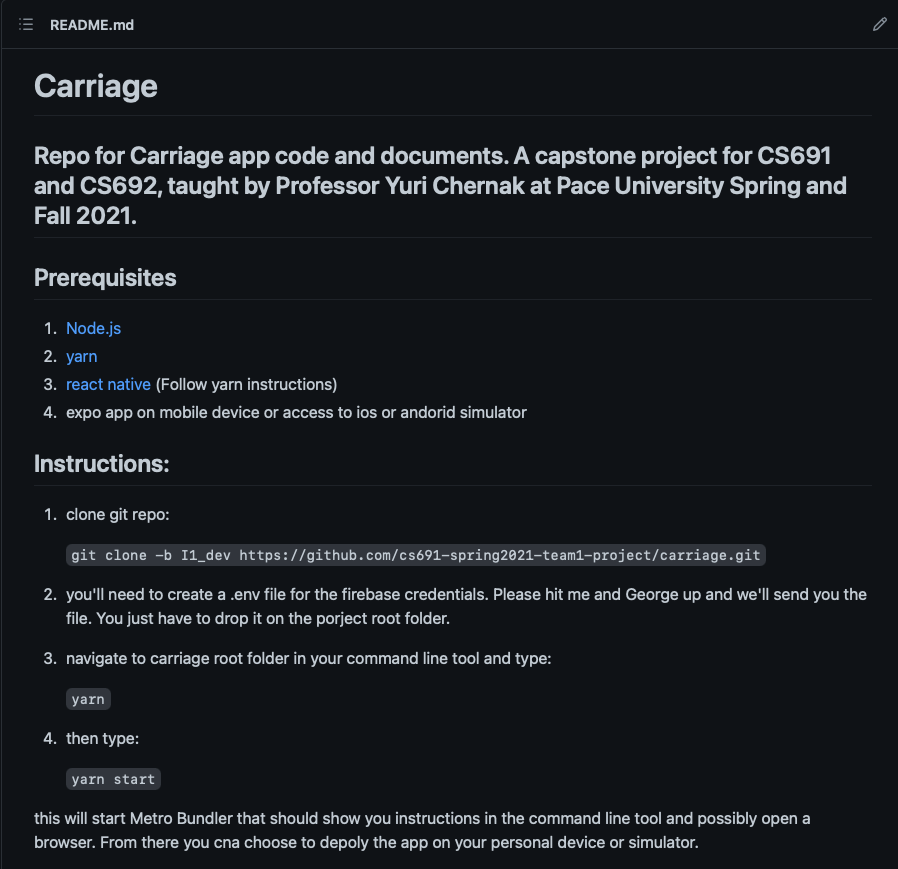 README.md
Carriage
Repo for Carriage app code and documents. A capstone project for CS691
and CS692, taught by Professor Yuri Chernak at Pace University Spring and
Fall 2021.
Prerequisites
1. Node.js
2. yarn
3. react native (Follow yarn instructions)
4. expo app on mobile device or access to ios or andorid simulator
Instructions:
1. clone git repo:
git clone -b I1_dev https://github.com/cs691-spring2021-team1-project/carriage.git
2. you'll need to create a .env file for the firebase credentials. Please hit me and George up and we'll send you the
file. You just have to drop it on the porject root folder.
3. navigate to carriage root folder in your command line tool and type:
yarn
4. then type:
yarn start
this will start Metro Bundler that should show you instructions in the command line tool and possibly open a
browser. From there you cna choose to depoly the app on your personal device or simulator.